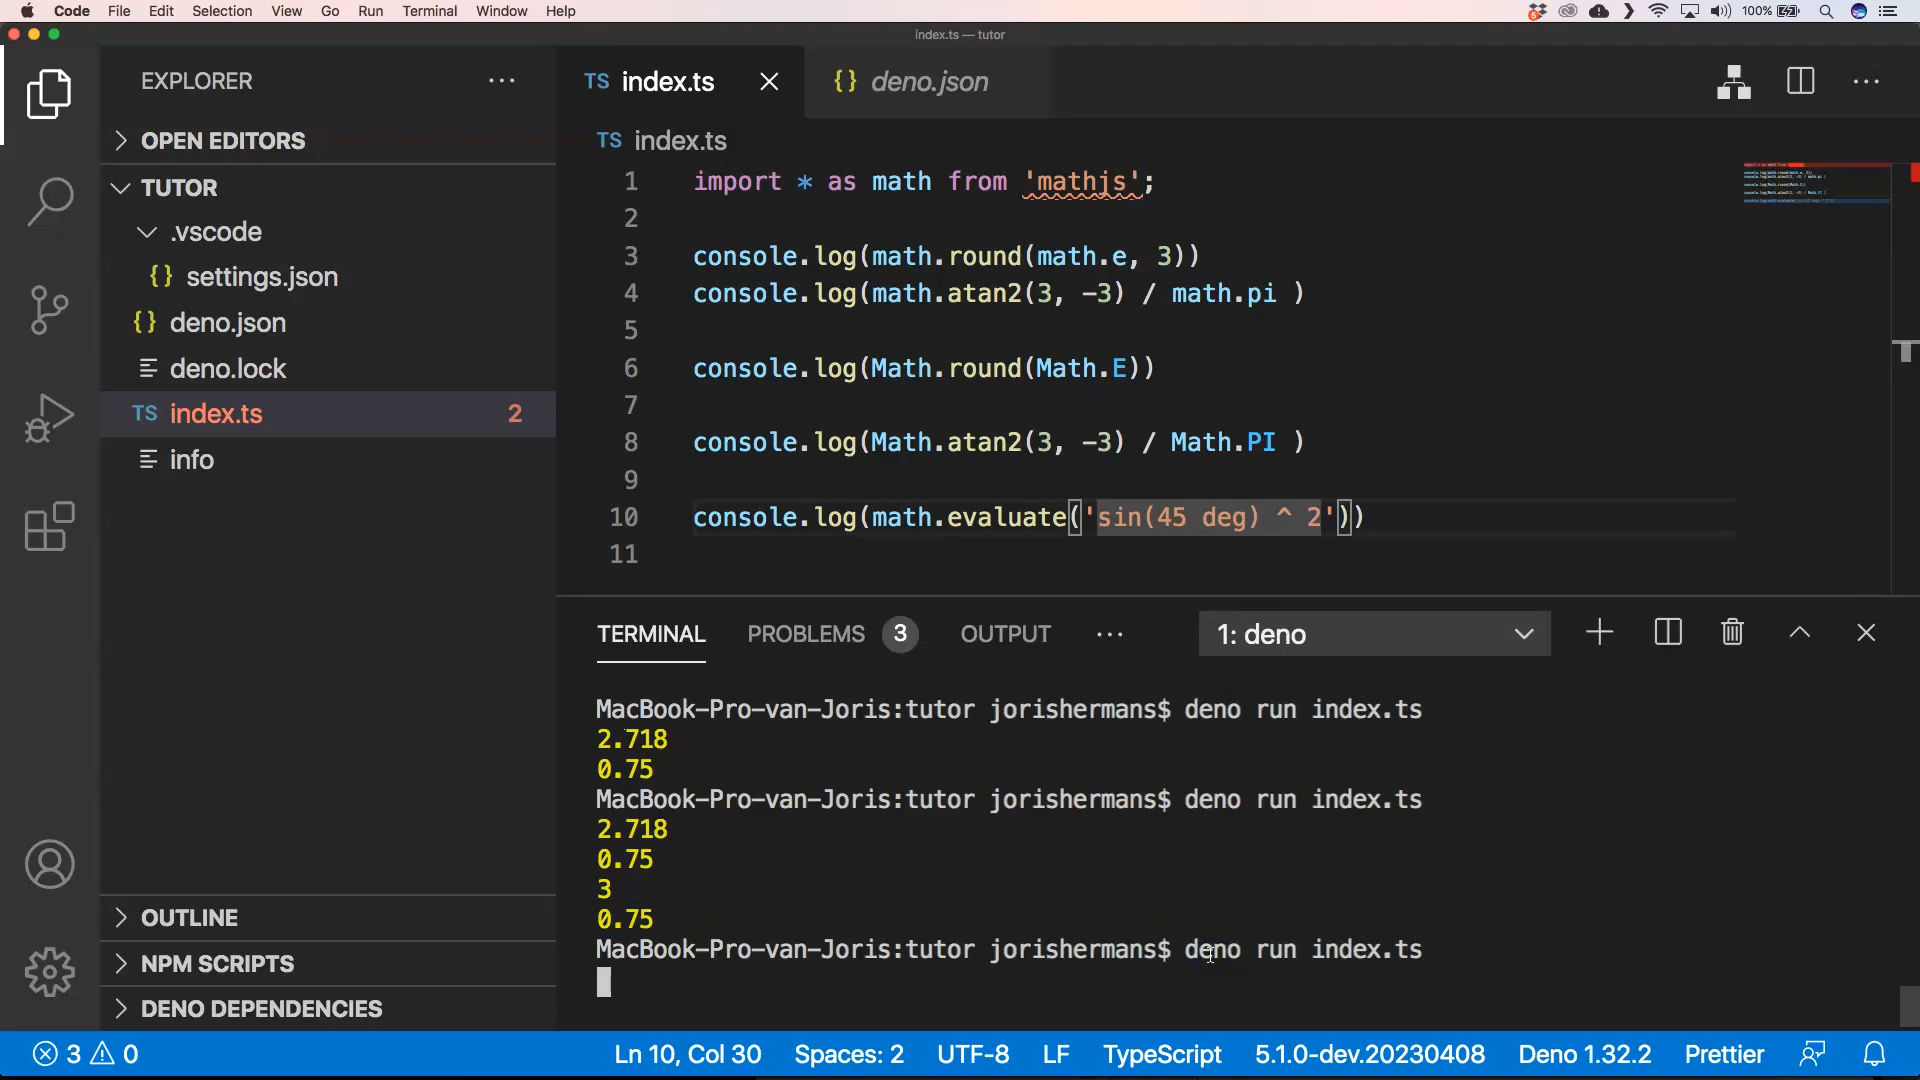 Code File Edit Selection View Go Run Terminal Window Help 100%
index.ts — tutor
EXPLORER
OPEN EDITORS
TUTOR
.vscode
{} settings.json
{} deno.json
deno.lock
TS index.ts 2
info
OUTLINE
NPM SCRIPTS
DENO DEPENDENCIES
TS index.ts {} deno.json
TS index.ts
1 import * as math from 'mathjs';
2
3 console.log(math.round(math.e, 3))
4 console.log(math.atan2(3, -3) / math.pi )
5
6 console.log(Math.round(Math.E))
7
8 console.log(Math.atan2(3, -3) / Math.PI )
9
10 console.log(math.evaluate('sin(45 deg) ^ 2'))
11
TERMINAL PROBLEMS 3 OUTPUT 1: deno
MacBook-Pro-van-Joris:tutor jorishermans$ deno run index.ts
2.718
0.75
MacBook-Pro-van-Joris:tutor jorishermans$ deno run index.ts
2.718
0.75
3
0.75
MacBook-Pro-van-Joris:tutor jorishermans$ deno run index.ts
3 0 Ln 10, Col 30 Spaces: 2 UTF-8 LF TypeScript 5.1.0-dev.20230408 Deno 1.32.2 Prettier